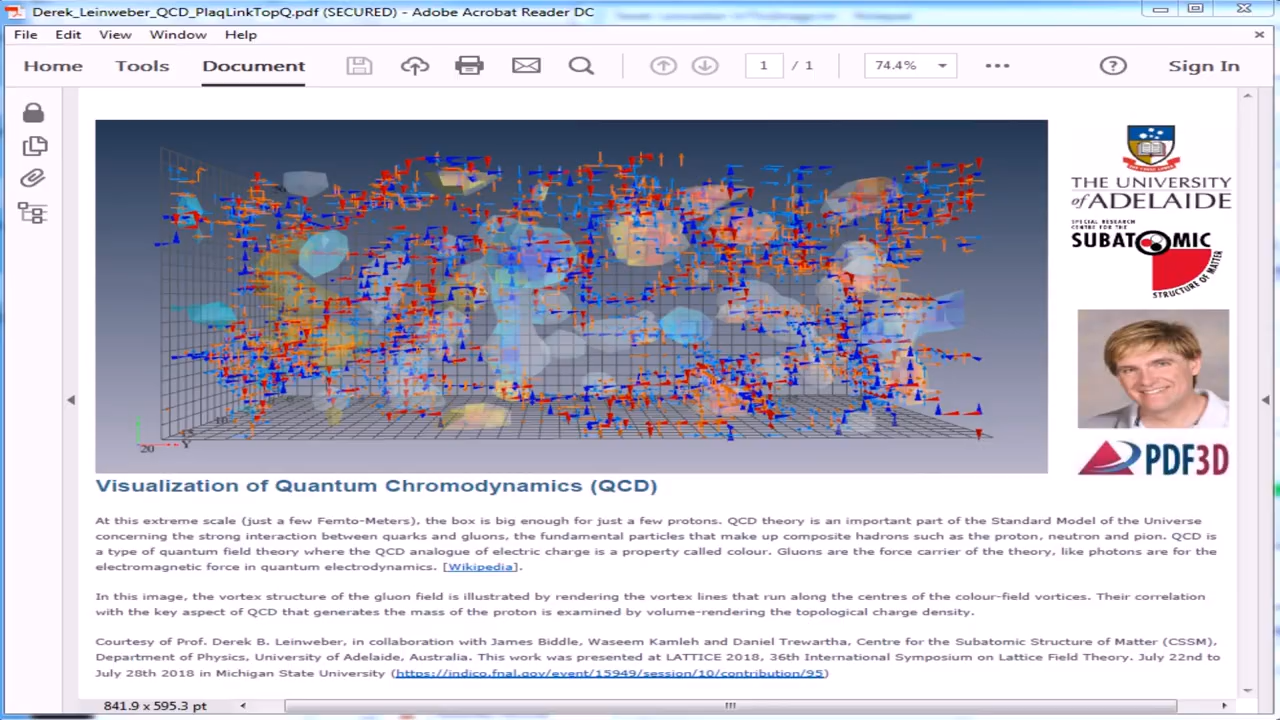 Derek_Leinweber_QCD_PlaqLinkTopQ.pdf (SECURED) - Adobe Acrobat Reader DC
File Edit View Window Help
Home Tools Document 1 / 1 74.4% Sign In
THE UNIVERSITY
of ADELAIDE
SPECIAL RESEARCH
CENTRE FOR THE
SUBATOMIC
STRUCTURE OF MATTER
20 Y
PDF3D
Visualization of Quantum Chromodynamics (QCD)
At this extreme scale (just a few Femto-Meters), the box is big enough for just a few protons. QCD theory is an important part of the Standard Model of the Universe
concerning the strong interaction between quarks and gluons, the fundamental particles that make up composite hadrons such as the proton, neutron and pion. QCD is
a type of quantum field theory where the QCD analogue of electric charge is a property called colour. Gluons are the force carrier of the theory, like photons are for the
electromagnetic force in quantum electrodynamics. [Wikipedia].
In this image, the vortex structure of the gluon field is illustrated by rendering the vortex lines that run along the centres of the colour-field vortices. Their correlation
with the key aspect of QCD that generates the mass of the proton is examined by volume-rendering the topological charge density.
Courtesy of Prof. Derek B. Leinweber, in collaboration with James Biddle, Waseem Kamleh and Daniel Trewartha, Centre for the Subatomic Structure of Matter (CSSM),
Department of Physics, University of Adelaide, Australia. This work was presented at LATTICE 2018, 36th International Symposium on Lattice Field Theory. July 22nd to
July 28th 2018 in Michigan State University (https://indico.fnal.gov/event/15949/session/10/contribution/95)
841.9 x 595.3 pt